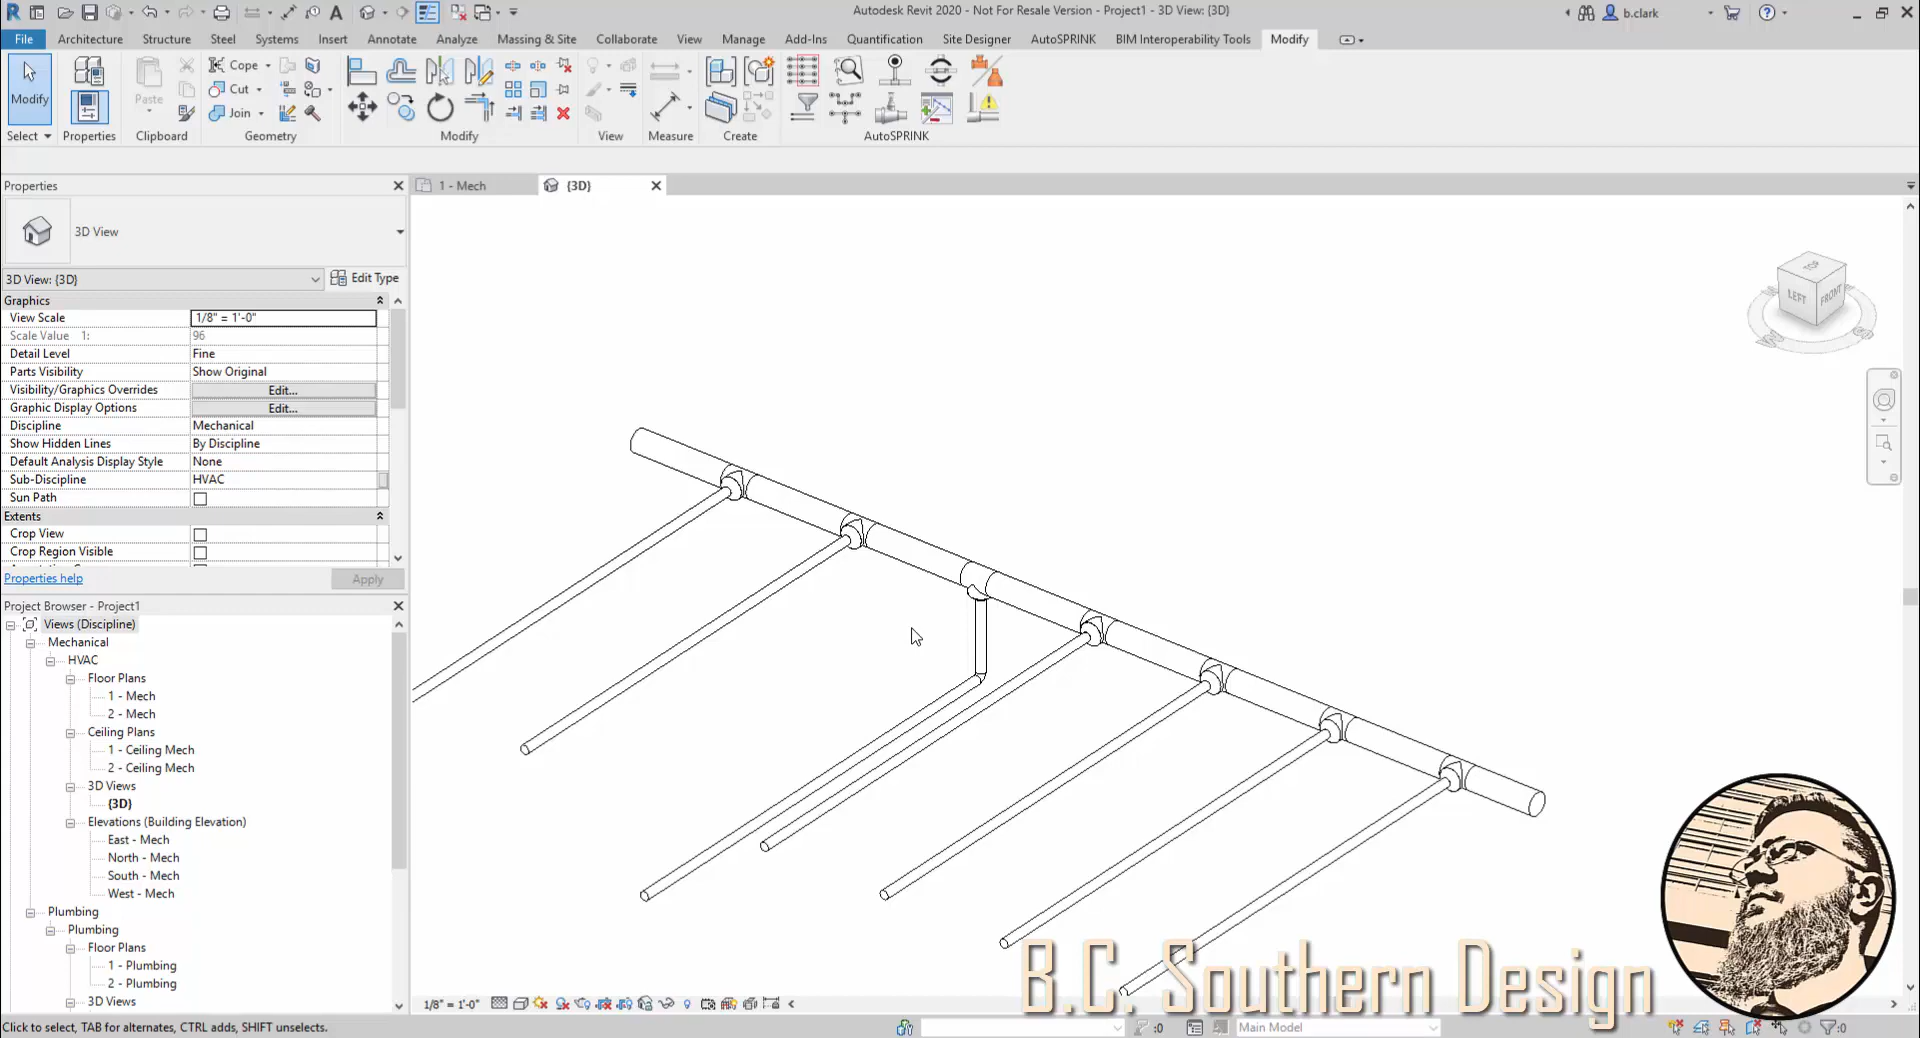 Autodesk Revit 2020 - Not For Resale Version - Project1 - 3D View: {3D}
b.clark
File Architecture Structure Steel Systems Insert Annotate Analyze Massing & Site Collaborate View Manage Add-Ins Quantification Site Designer AutoSPRINK BIM Interoperability Tools Modify
Modify
Paste
Cope
Cut
Join
Select Properties Clipboard Geometry Modify View Measure Create AutoSPRINK
Properties
1 - Mech
{3D}
3D View
3D View: {3D}
Edit Type
Graphics
View Scale 1/8" = 1'-0"
Scale Value 1: 96
Detail Level Fine
Parts Visibility Show Original
Visibility/Graphics Overrides Edit...
Graphic Display Options Edit...
Discipline Mechanical
Show Hidden Lines By Discipline
Default Analysis Display Style None
Sub-Discipline HVAC
Sun Path
Extents
Crop View
Crop Region Visible
Properties help
Apply
Project Browser - Project1
Views (Discipline)
Mechanical
HVAC
Floor Plans
1 - Mech
2 - Mech
Ceiling Plans
1 - Ceiling Mech
2 - Ceiling Mech
3D Views
{3D}
Elevations (Building Elevation)
East - Mech
North - Mech
South - Mech
West - Mech
Plumbing
Plumbing
Floor Plans
1 - Plumbing
2 - Plumbing
3D Views
TOP
LEFT
FRONT
W
S
B.C. Southern Design
1/8" = 1'-0"
Click to select, TAB for alternates, CTRL adds, SHIFT unselects.
:0
Main Model
:0